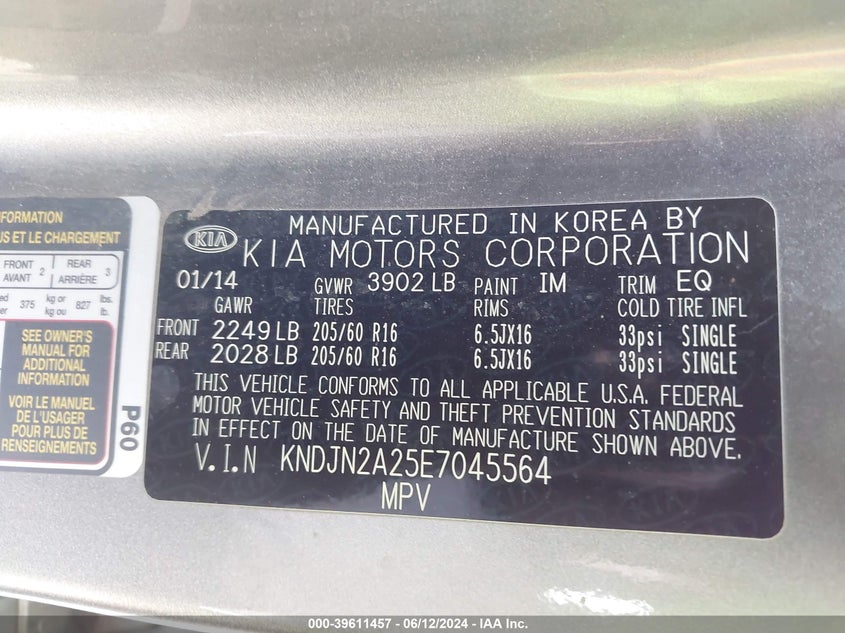 INFORMATION
US ET LE CHARGEMENT
FRONT 2 REAR 3
AVANT ARRIÈRE
375 kg or 827 lbs.
kg ou lb.
SEE OWNER'S
MANUAL FOR
ADDITIONAL
INFORMATION
VOIR LE MANUEL
DE L'USAGER
POUR PLUS DE
RENSEIGNEMENTS
P60
KIA
MANUFACTURED IN KOREA BY
KIA MOTORS CORPORATION
01/14 GVWR 3902 LB PAINT IM TRIM EQ
GAWR TIRES RIMS COLD TIRE INFL
FRONT 2249 LB 205/60 R16 6.5JX16 33psi SINGLE
REAR 2028 LB 205/60 R16 6.5JX16 33psi SINGLE
THIS VEHICLE CONFORMS TO ALL APPLICABLE U.S.A. FEDERAL
MOTOR VEHICLE SAFETY AND THEFT PREVENTION STANDARDS
IN EFFECT ON THE DATE OF MANUFACTURE SHOWN ABOVE.
V.I.N KNDJN2A25E7045564
MPV
000-39611457 - 06/12/2024 - IAA Inc.